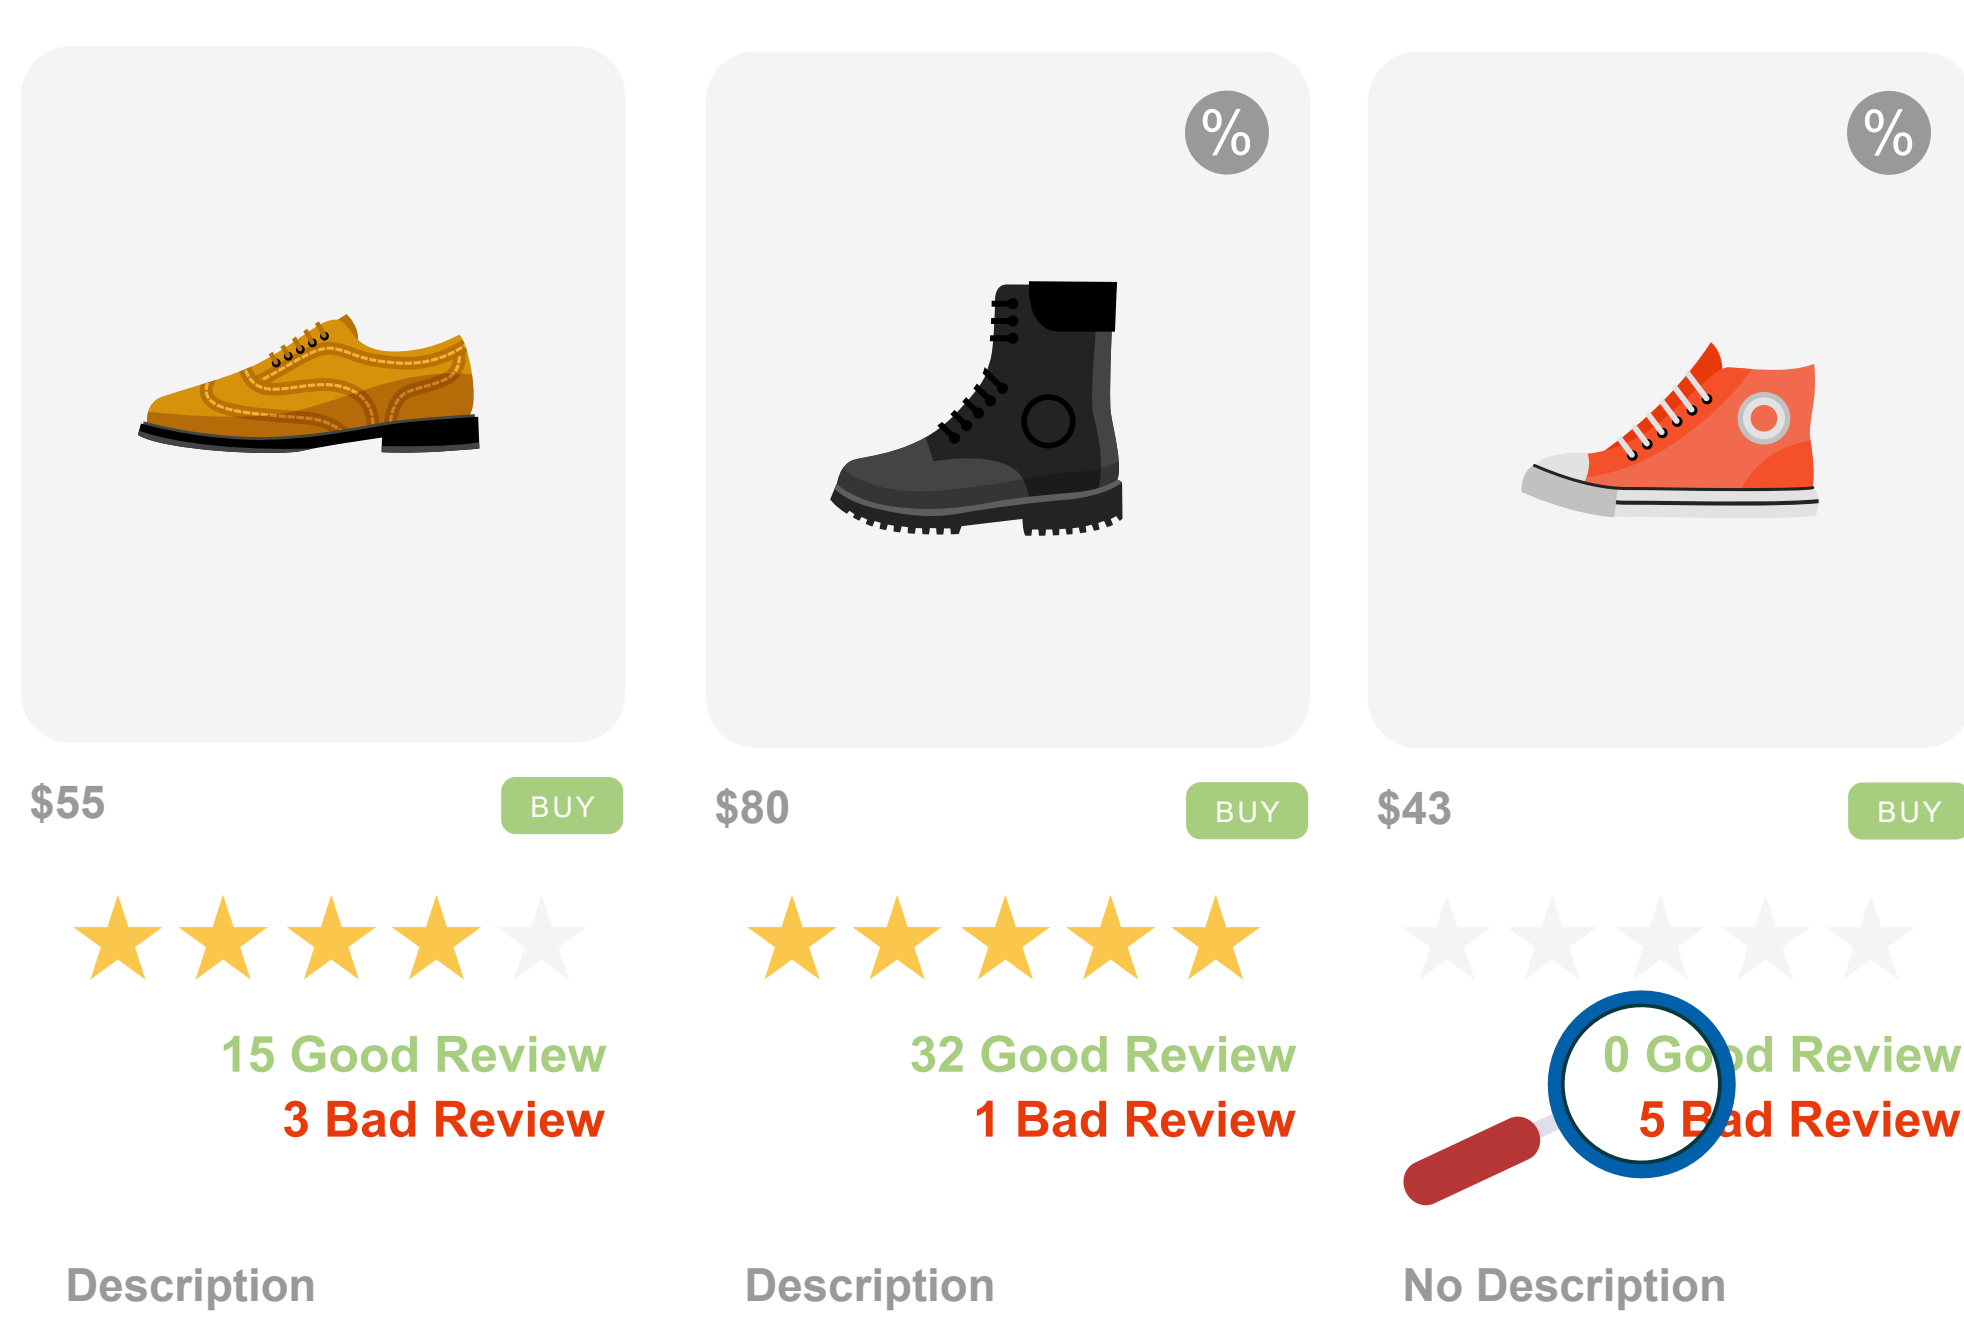 %
%
$55
BUY
$80
BUY
$43
BUY
15 Good Review
3 Bad Review
32 Good Review
1 Bad Review
0 Good Review
5 Bad Review
Description
Description
No Description